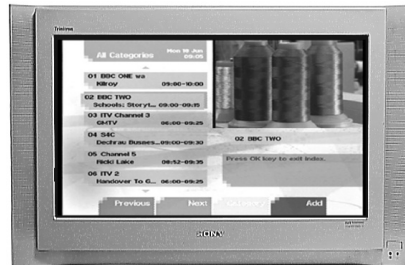 Trinitron
All Categories
Mon 16 Jun
09:05
01 BBC ONE wa
Kilroy 09:00-10:00
02 BBC TWO
Schools: Storyt... 09:00-09:15
03 ITV Channel 3
GMTV 06:00-09:25
04 S4C
Dechrau Busnes... 09:00-09:30
05 Channel 5
Ricki Lake 08:52-09:35
06 ITV 2
Handover To G... 06:00-09:25
02 BBC TWO
Press OK key to exit index.
Previous
Next
Add
SONY